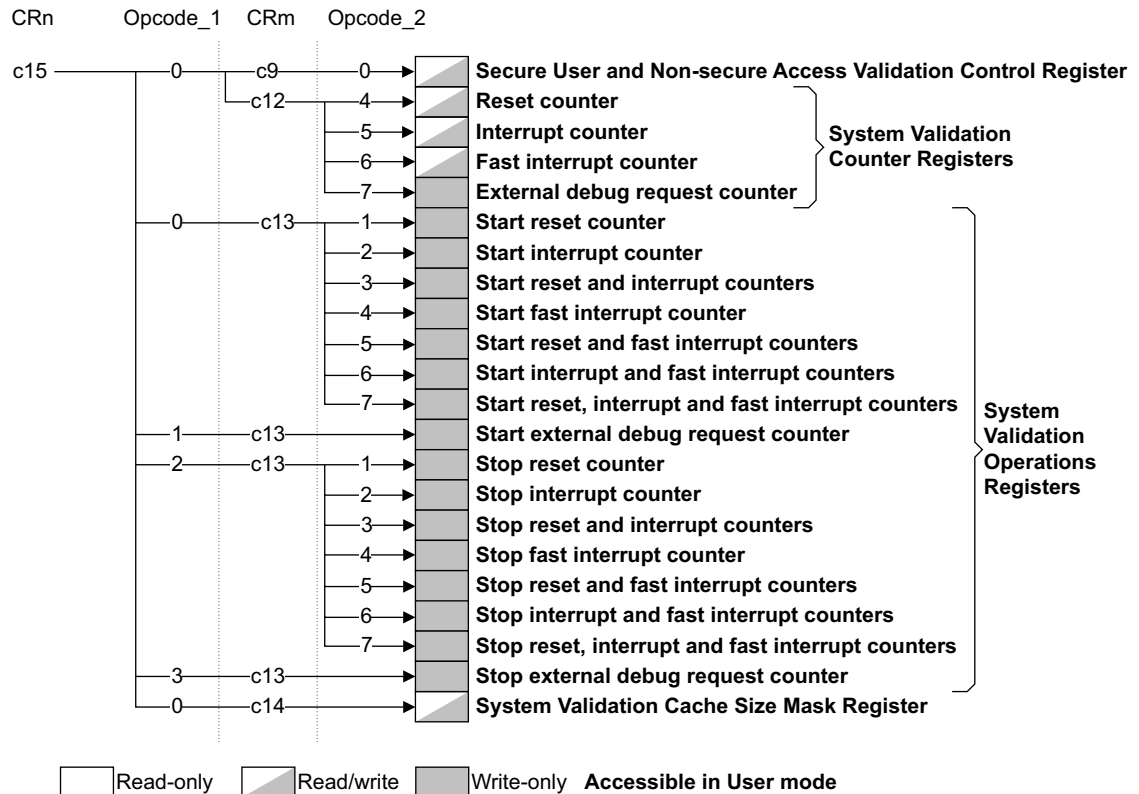 CRn Opcode_1 CRm Opcode_2
c15 0 c9 0 Secure User and Non-secure Access Validation Control Register
c12 4 Reset counter
5 Interrupt counter
6 Fast interrupt counter
7 External debug request counter
System Validation
Counter Registers
0 c13 1 Start reset counter
2 Start interrupt counter
3 Start reset and interrupt counters
4 Start fast interrupt counter
5 Start reset and fast interrupt counters
6 Start interrupt and fast interrupt counters
7 Start reset, interrupt and fast interrupt counters
1 c13 Start external debug request counter
2 c13 1 Stop reset counter
2 Stop interrupt counter
3 Stop reset and interrupt counters
4 Stop fast interrupt counter
5 Stop reset and fast interrupt counters
6 Stop interrupt and fast interrupt counters
7 Stop reset, interrupt and fast interrupt counters
3 c13 Stop external debug request counter
System
Validation
Operations
Registers
0 c14 System Validation Cache Size Mask Register
Read-only Read/write Write-only Accessible in User mode